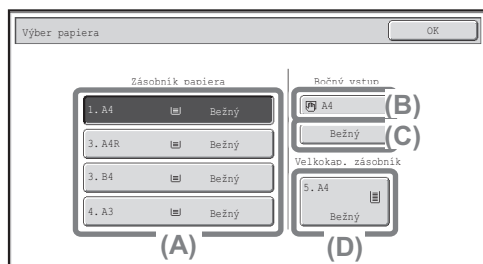 Výber papiera
OK
Zásobník papiera
1. A4 Bežný
3. A4R Bežný
3. B4 Bežný
4. A3 Bežný
(A)
Bočný vstup
A4
(B)
Bežný
(C)
Velkokap. zásobník
5. A4
Bežný
(D)